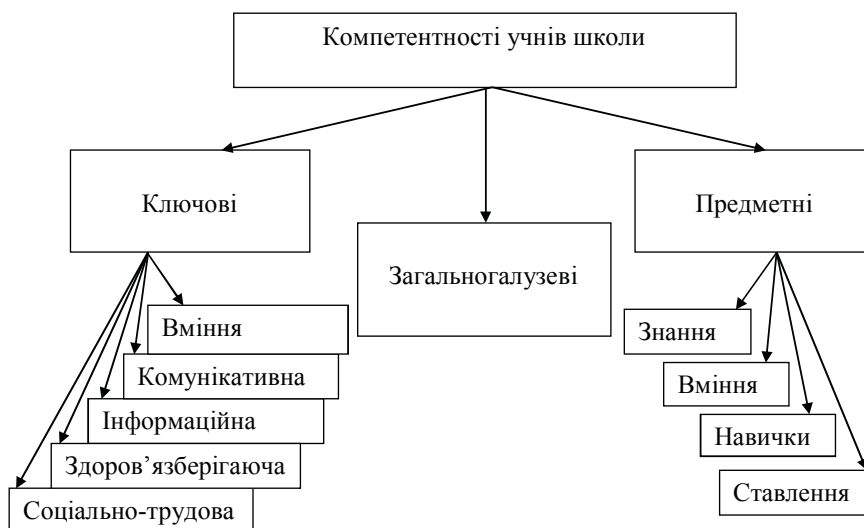 Компетентності учнів школи
Ключові
Загальногалузеві
Предметні
Вміння
Комунікативна
Інформаційна
Здоров’язберігаюча
Соціально-трудова
Знання
Вміння
Навички
Ставлення